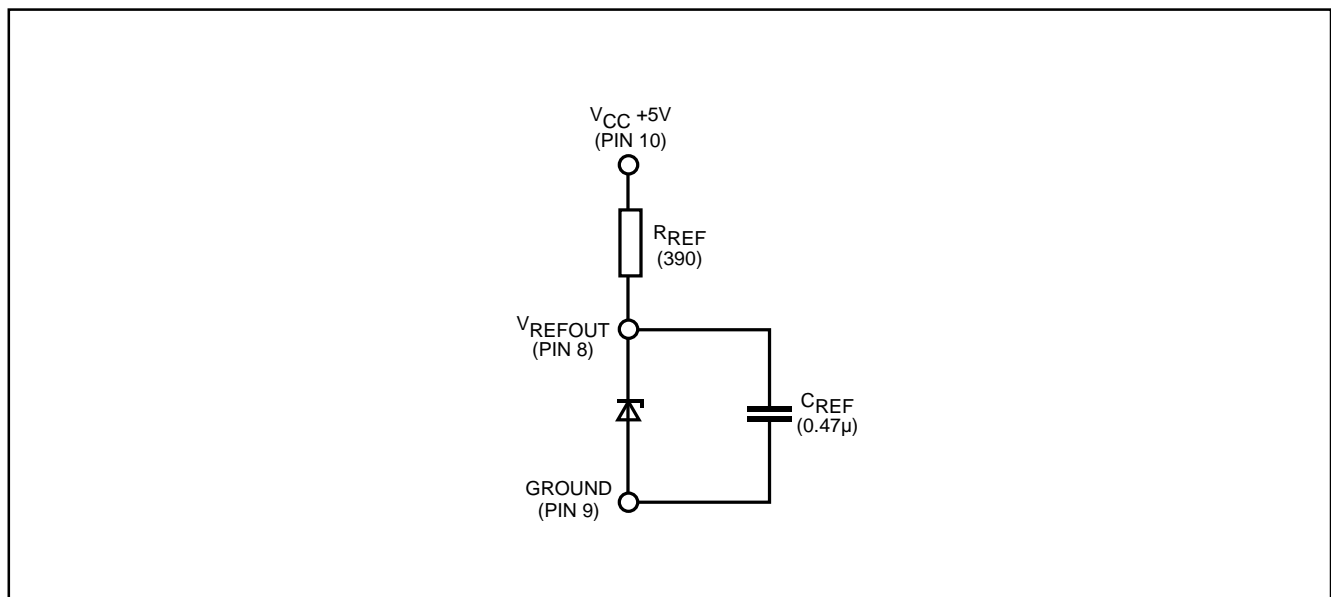 VCC +5V
(PIN 10)
RREF
(390)
VREFOUT
(PIN 8)
CREF
(0.47µ)
GROUND
(PIN 9)